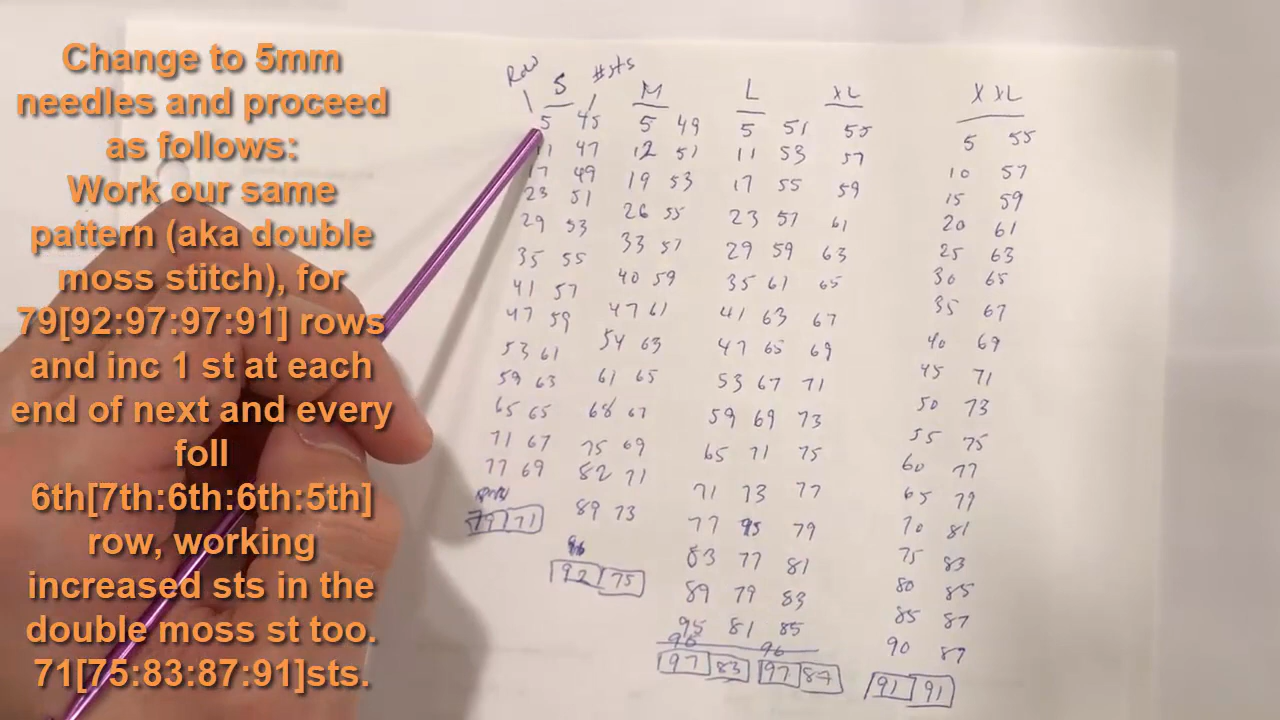 Change to 5mm
needles and proceed
as follows:
Work our same
pattern (aka double
moss stitch), for
79[92:97:97:91] rows
and inc 1 st at each
end of next and every
foll
6th[7th:6th:6th:5th]
row, working
increased sts in the
double moss st too.
71[75:83:87:91]sts.
Row #sts
S M L XL XXL
5 45 5 49 5 51 55 5 55
11 47 12 51 11 53 57 10 57
17 49 19 53 17 55 59 15 59
23 51 26 55 23 57 61 20 61
29 53 33 57 29 59 63 25 63
35 55 40 59 35 61 65 30 65
41 57 47 61 41 63 67 35 67
47 59 54 63 47 65 69 40 69
53 61 61 65 53 67 71 45 71
59 63 68 67 59 69 73 50 73
65 65 75 69 65 71 75 55 75
71 67 82 71 71 73 77 60 77
77 69 89 73 77 75 79 65 79
79 71 92 75 83 77 81 70 81
89 79 83 75 83
95 81 85 80 85
96 96 85 87
97 83 97 87 90 89
91 91